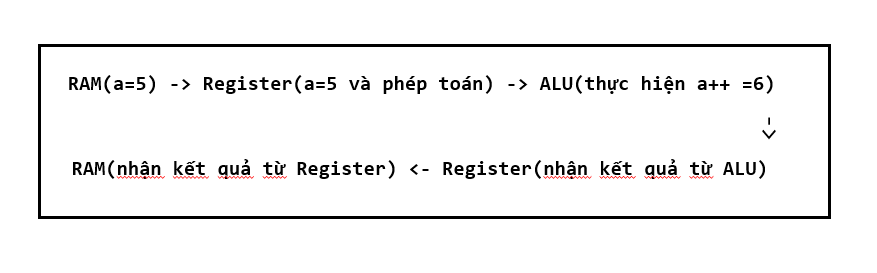 RAM(a=5) -> Register(a=5 và phép toán) -> ALU(thực hiện a++ =6)
RAM(nhận kết quả từ Register) <- Register(nhận kết quả từ ALU)